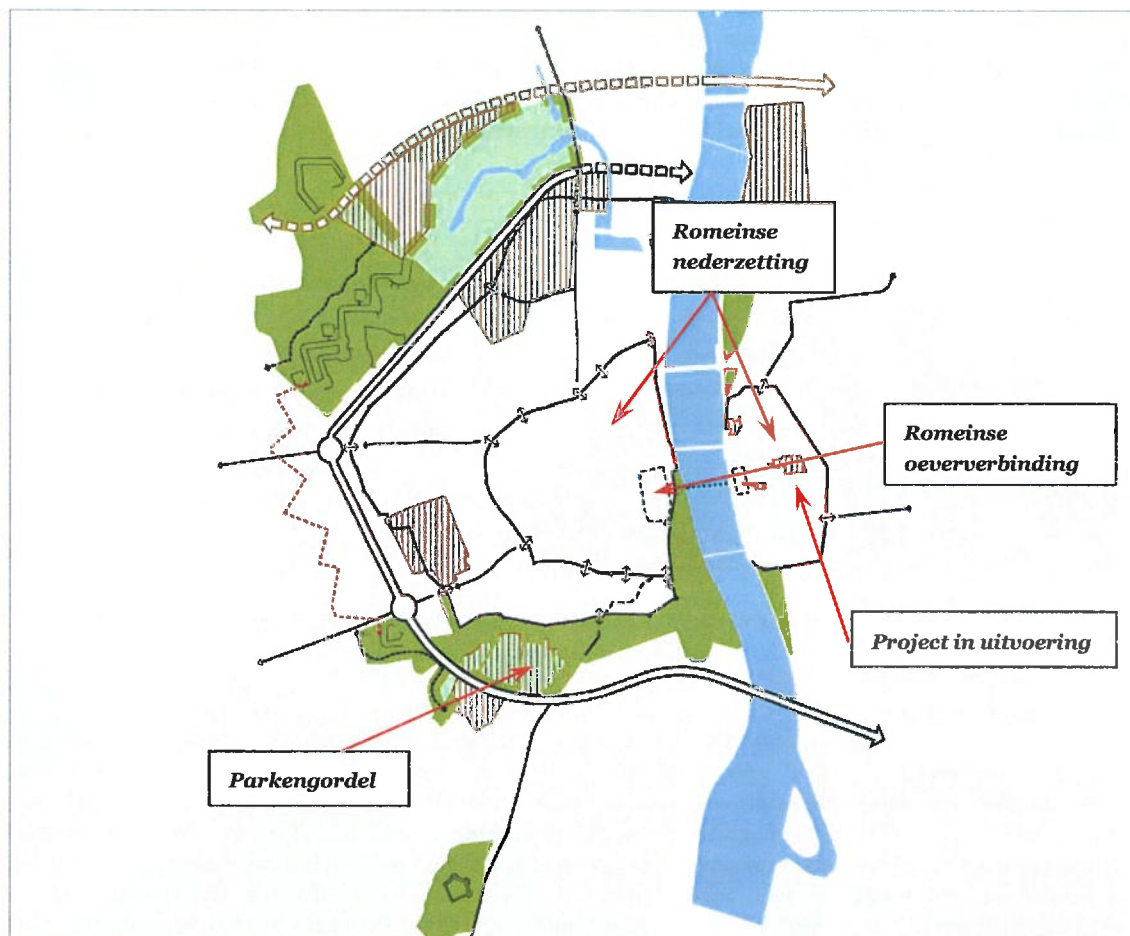 Romeinse
nederzetting
Romeinse
oeververbinding
Project in uitvoering
Parkengordel